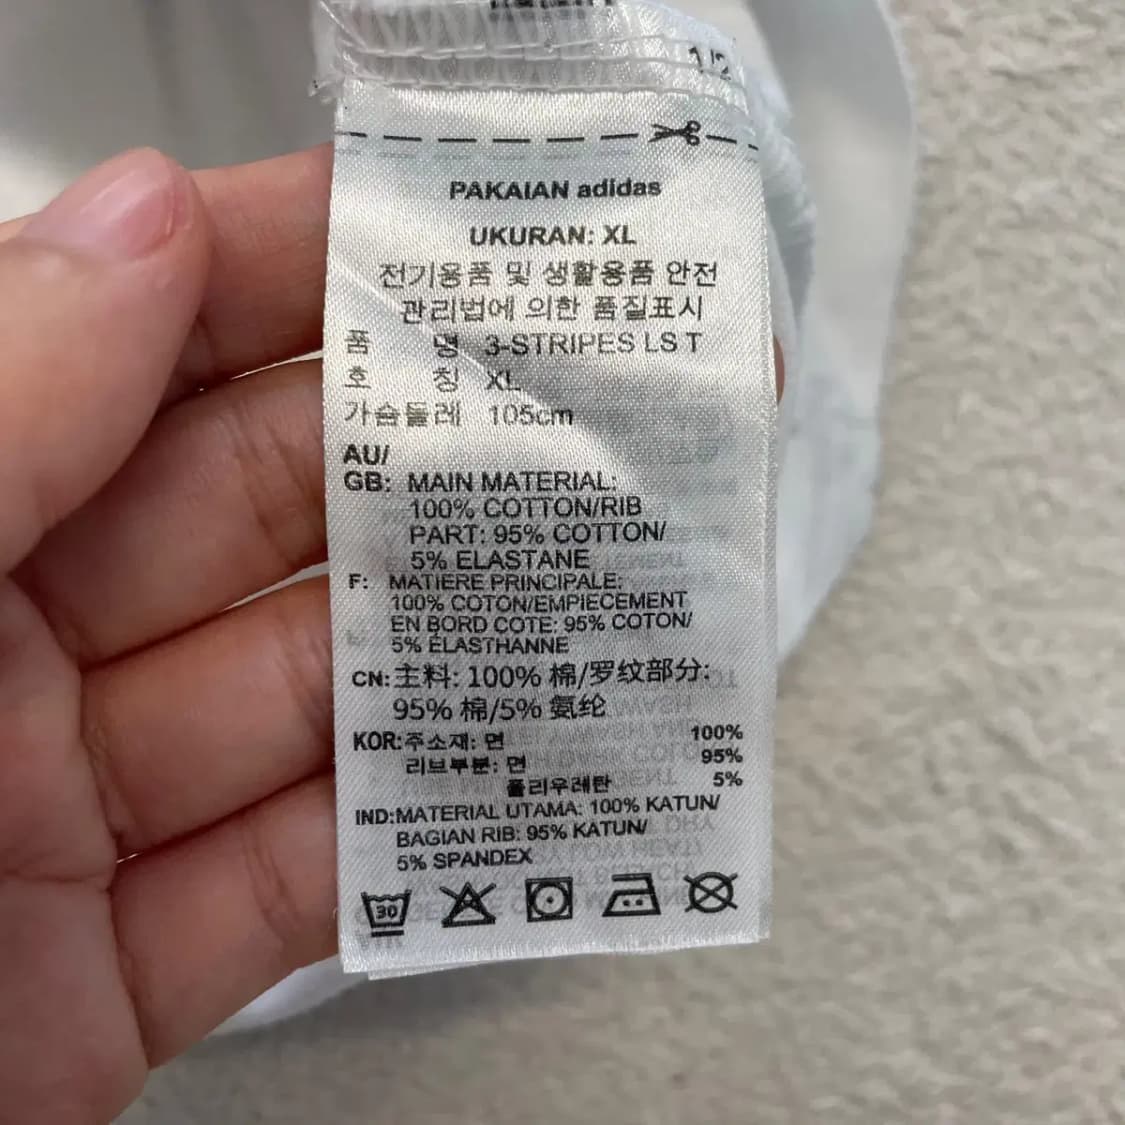 1/2
PAKAIAN adidas
UKURAN: XL
전기용품 및 생활용품 안전
관리법에 의한 품질표시
품 명 3-STRIPES LS T
호 칭 XL
가슴둘레 105cm
AU/
GB: MAIN MATERIAL:
100% COTTON/RIB
PART: 95% COTTON/
5% ELASTANE
F: MATIERE PRINCIPALE:
100% COTON/EMPIECEMENT
EN BORD COTE: 95% COTON/
5% ÉLASTHANNE
CN: 主料: 100% 棉/罗纹部分:
95% 棉/5% 氨纶
KOR: 주소재: 면 100%
리브부분: 면 95%
폴리우레탄 5%
IND: MATERIAL UTAMA: 100% KATUN/
BAGIAN RIB: 95% KATUN/
5% SPANDEX
30